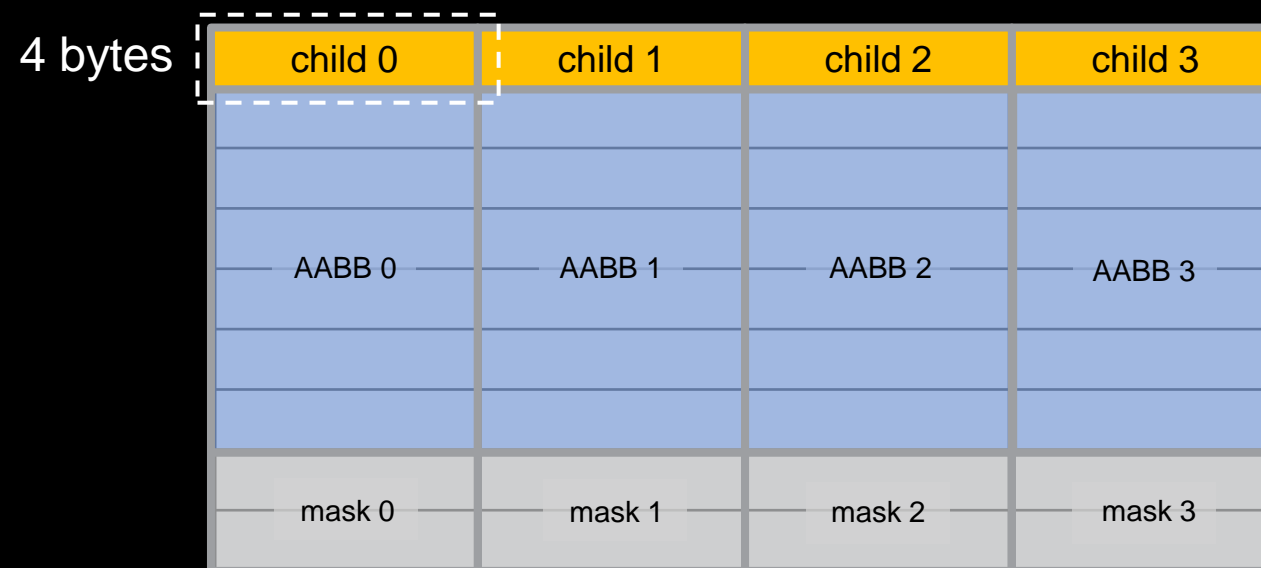 4 bytes
child 0 child 1 child 2 child 3
AABB 0 AABB 1 AABB 2 AABB 3
mask 0 mask 1 mask 2 mask 3